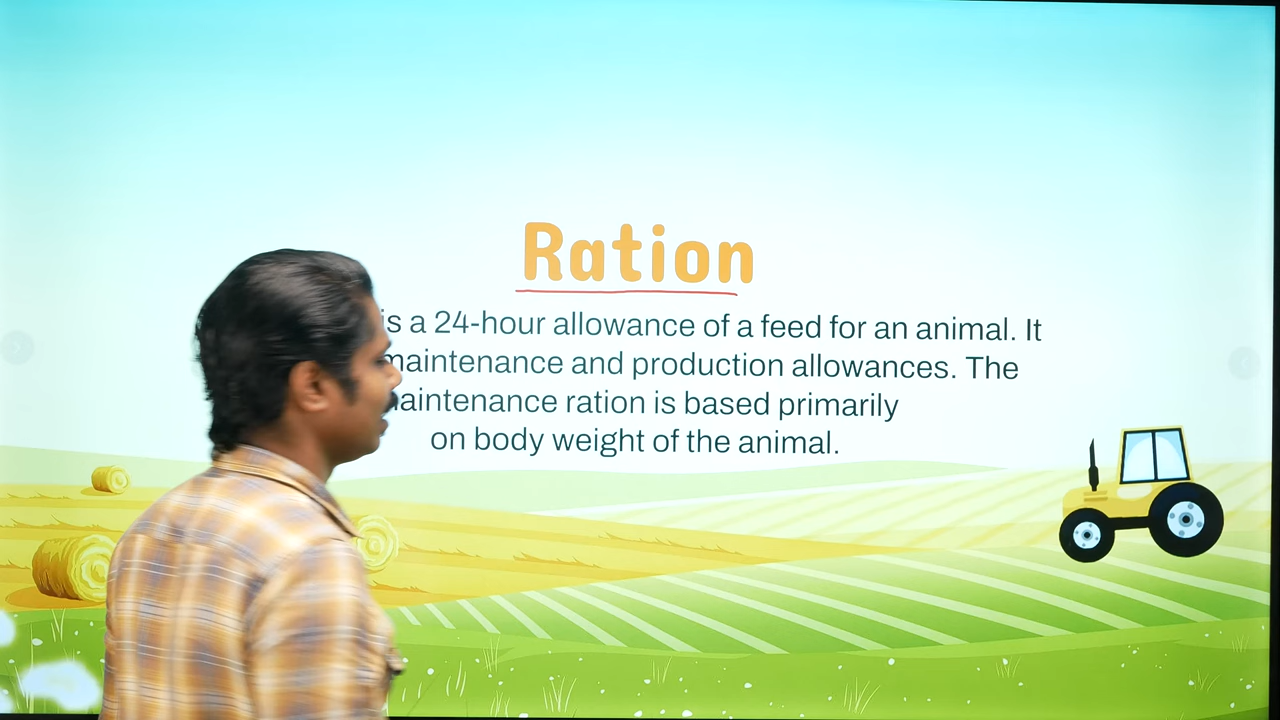 Ration
is a 24-hour allowance of a feed for an animal. It
maintenance and production allowances. The
maintenance ration is based primarily
on body weight of the animal.